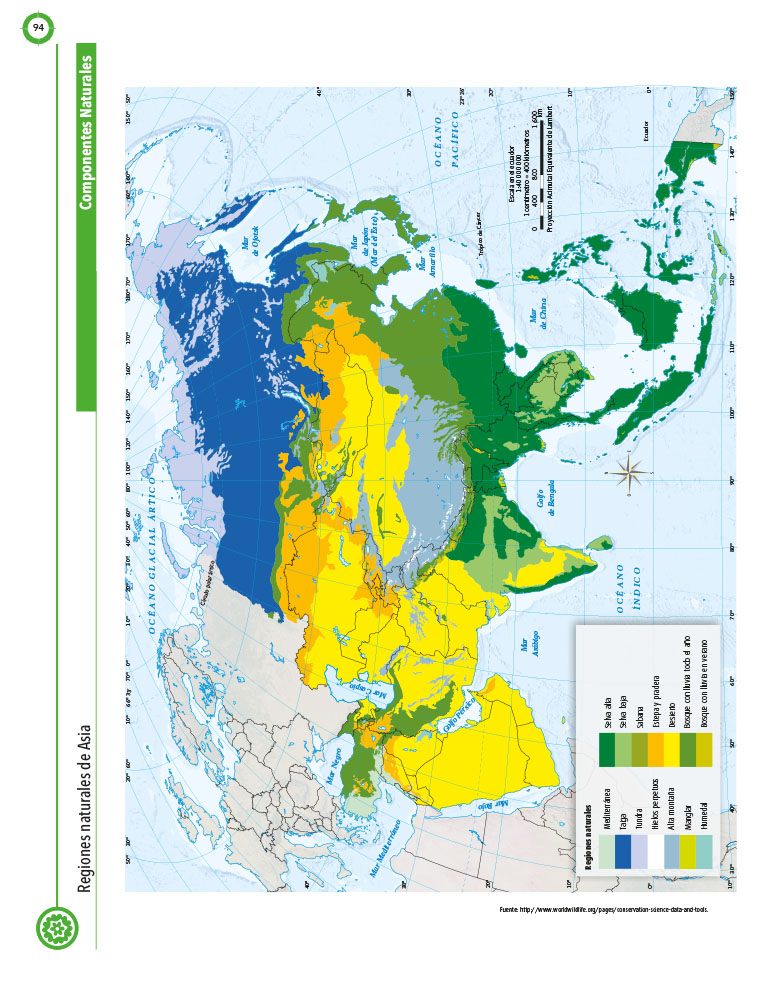 94
Componentes Naturales
Regiones naturales de Asia
OCÉANO GLACIAL ÁRTICO
Círculo polar ártico
OCÉANO
PACÍFICO
Mar
de Ojotsk
Mar
de Japón
(Mar del Este)
Mar
Amarillo
Trópico de Cáncer
Mar
de China
Ecuador
Escala en el ecuador
1:40 000 000
1 centímetro = 400 kilómetros
0 400 800 1 600
km
Proyección Acimutal Equivalente de Lambert
Golfo
de Bengala
OCÉANO
ÍNDICO
Mar
Arábigo
Mar Caspio
Mar Negro
Golfo Pérsico
Mar Rojo
Mar Mediterráneo
Regiones naturales
Mediterránea
Taiga
Tundra
Hielos perpetuos
Alta montaña
Manglar
Humedal
Selva alta
Selva baja
Sabana
Estepa y pradera
Desierto
Bosque con lluvia todo el año
Bosque con lluvia en verano
Fuente: http://www.worldwildlife.org/pages/conservation-science-data-and-tools.